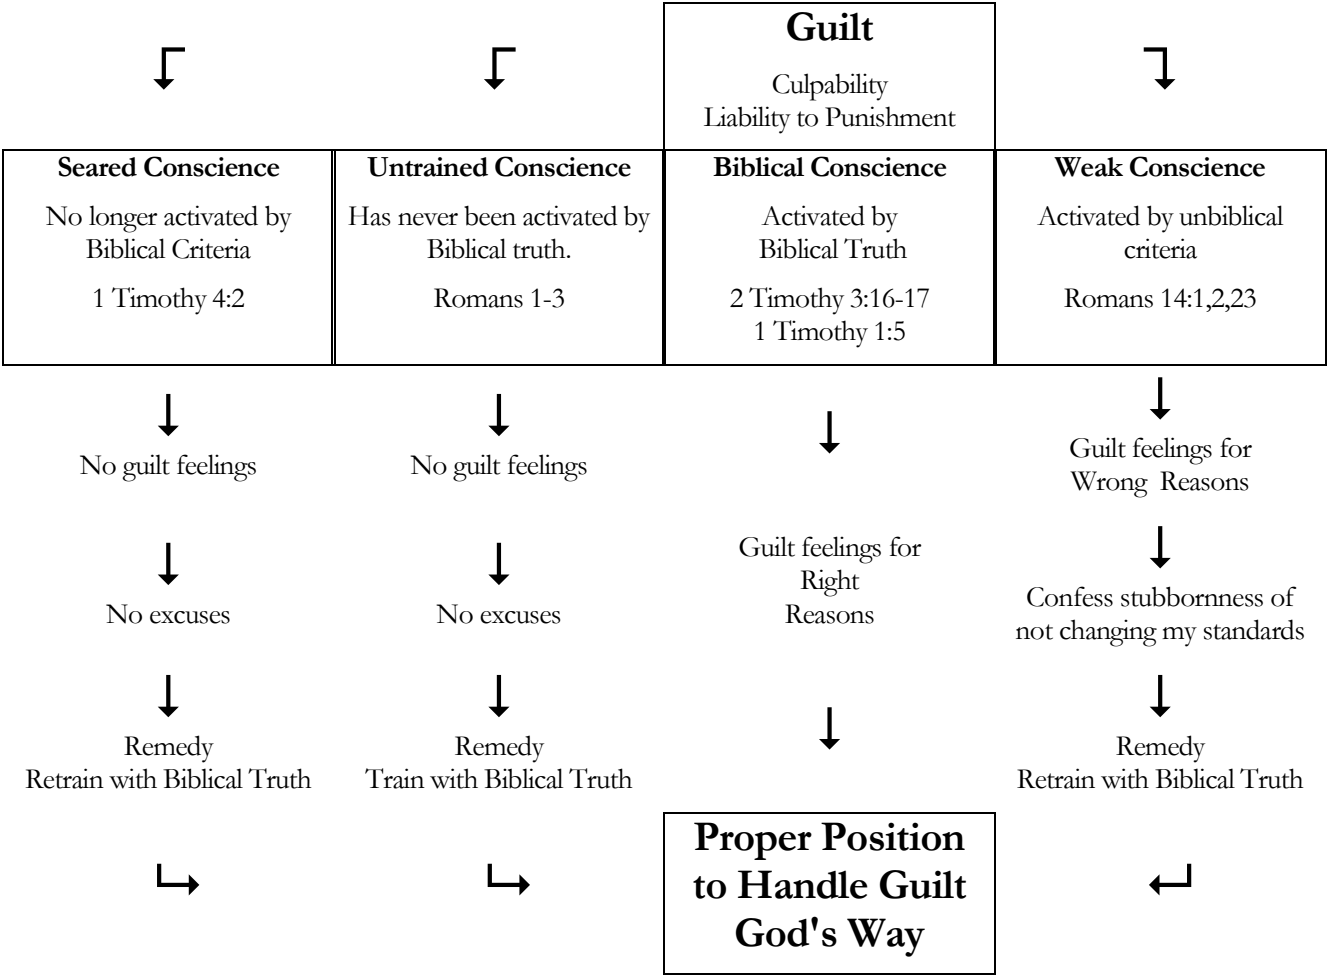 Guilt
Culpability
Liability to Punishment
Seared Conscience
No longer activated by
Biblical Criteria
1 Timothy 4:2
Untrained Conscience
Has never been activated by
Biblical truth.
Romans 1-3
Biblical Conscience
Activated by
Biblical Truth
2 Timothy 3:16-17
1 Timothy 1:5
Weak Conscience
Activated by unbiblical
criteria
Romans 14:1,2,23
No guilt feelings
No excuses
Remedy
Retrain with Biblical Truth
No guilt feelings
No excuses
Remedy
Train with Biblical Truth
Guilt feelings for
Right
Reasons
Guilt feelings for
Wrong Reasons
Confess stubbornness of
not changing my standards
Remedy
Retrain with Biblical Truth
Proper Position
to Handle Guilt
God's Way